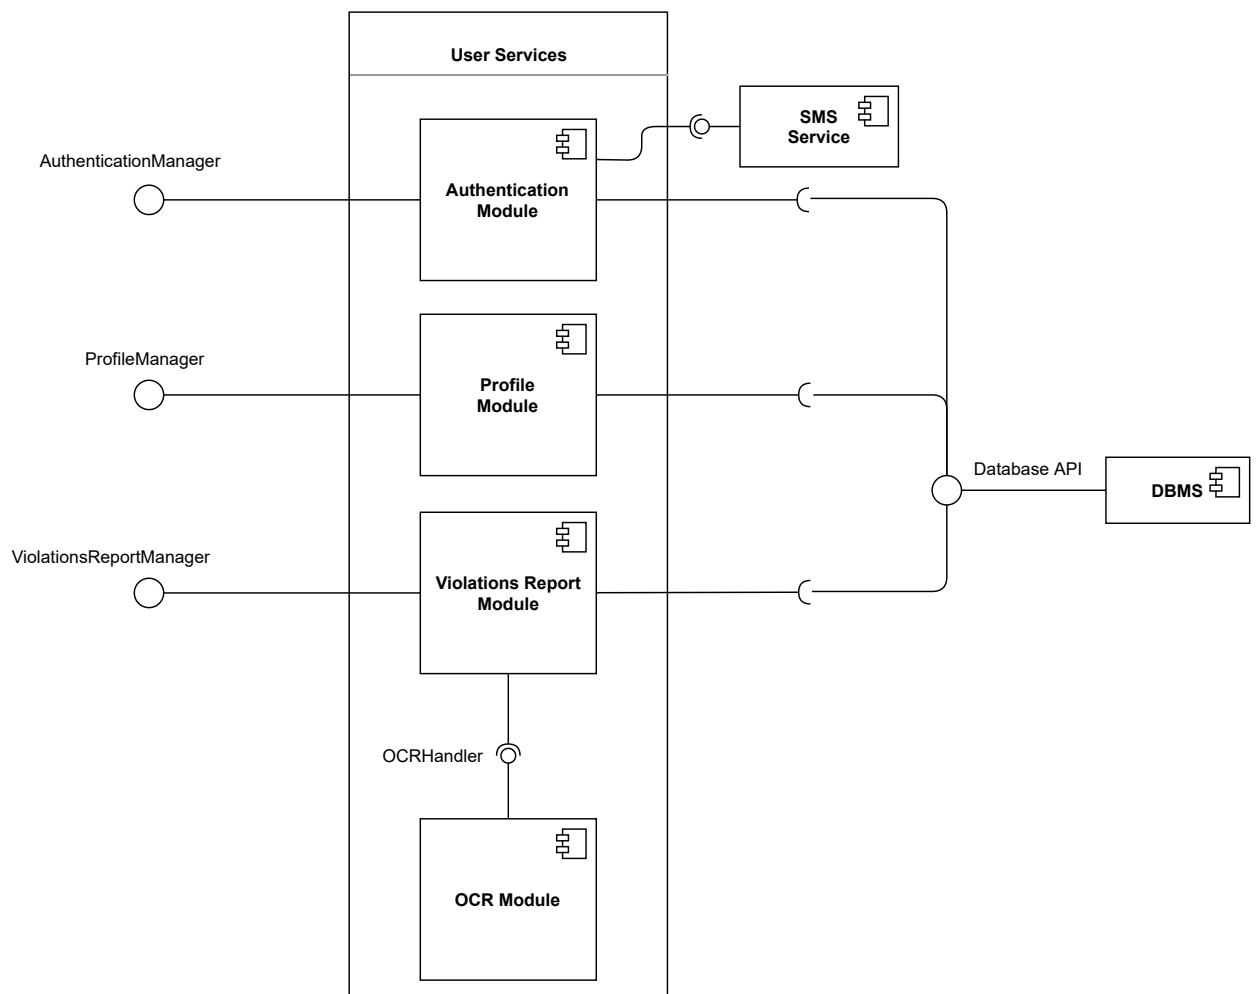 User Services
SMS
Service
AuthenticationManager
Authentication
Module
ProfileManager
Profile
Module
Database API
DBMS
ViolationsReportManager
Violations Report
Module
OCRHandler
OCR Module